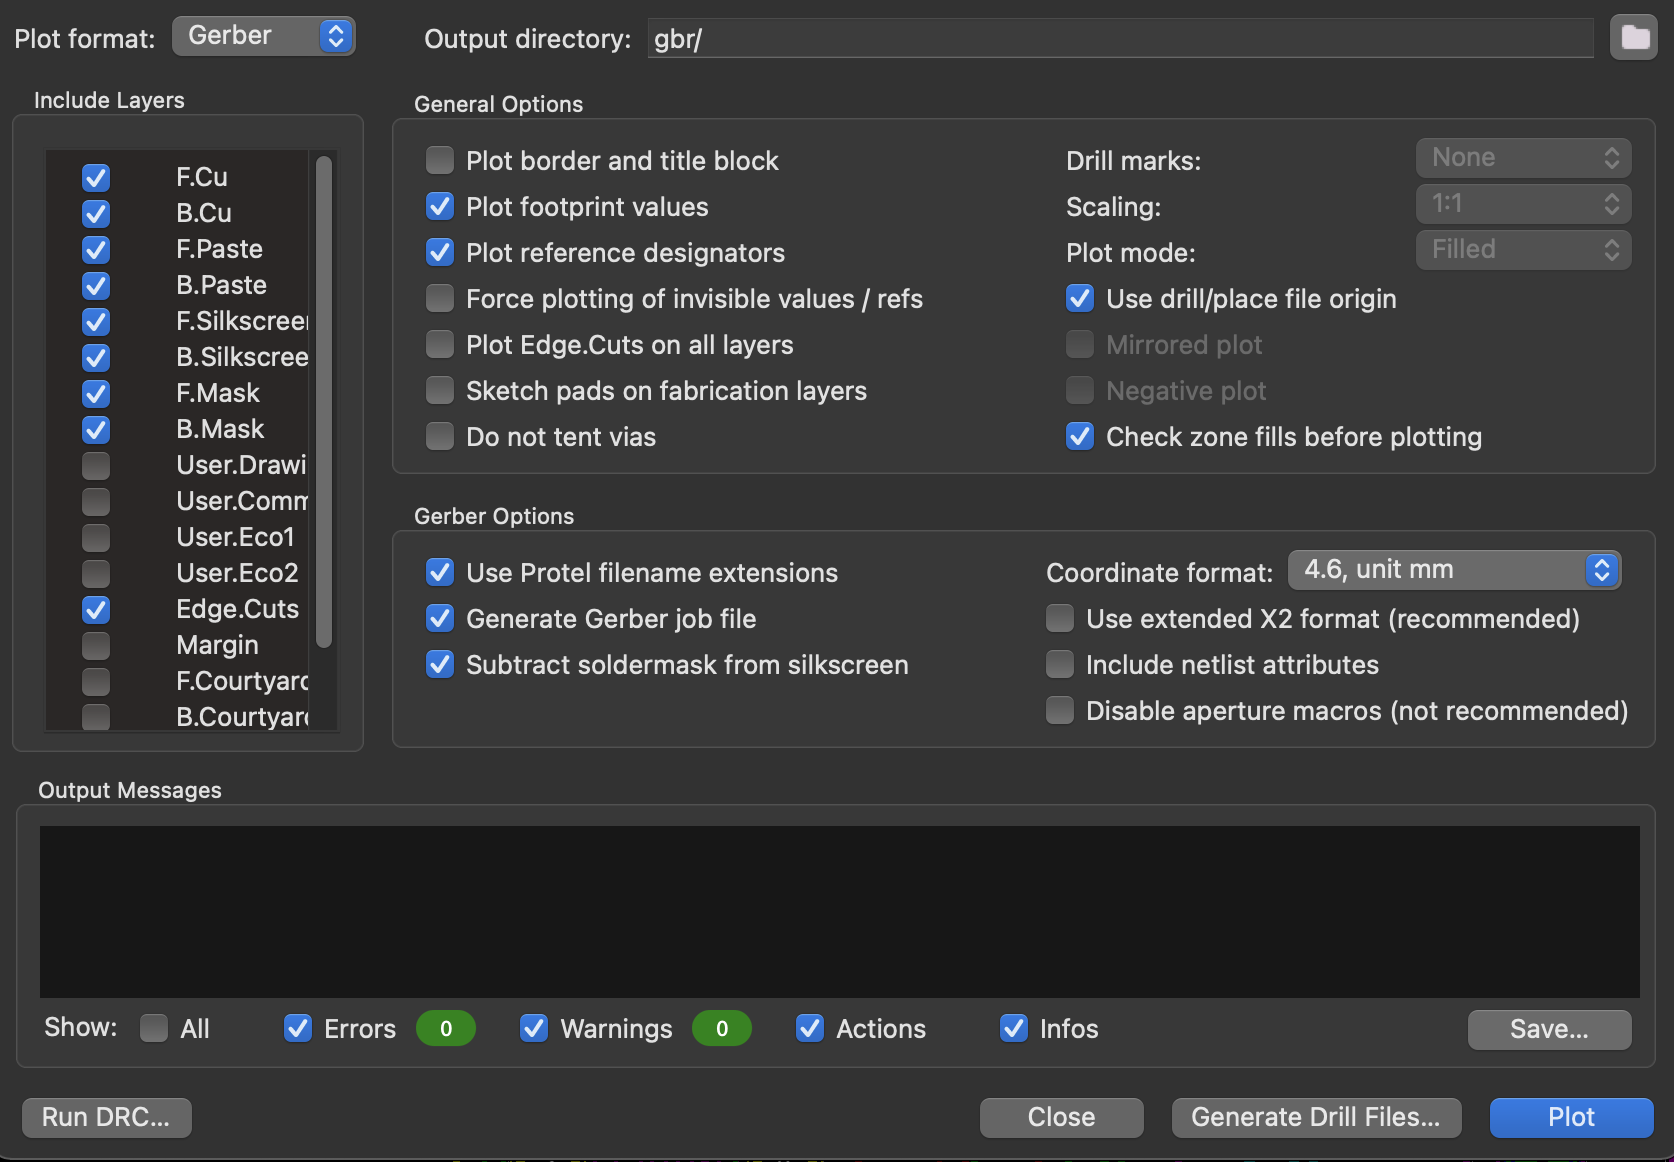 Plot format: Gerber Output directory: gbr/
Include Layers
F.Cu
B.Cu
F.Paste
B.Paste
F.Silkscreen
B.Silkscree
F.Mask
B.Mask
User.Drawi
User.Comm
User.Eco1
User.Eco2
Edge.Cuts
Margin
F.Courtyard
B.Courtyard
General Options
Plot border and title block
Plot footprint values
Plot reference designators
Force plotting of invisible values / refs
Plot Edge.Cuts on all layers
Sketch pads on fabrication layers
Do not tent vias
Drill marks: None
Scaling: 1:1
Plot mode: Filled
Use drill/place file origin
Mirrored plot
Negative plot
Check zone fills before plotting
Gerber Options
Use Protel filename extensions
Generate Gerber job file
Subtract soldermask from silkscreen
Coordinate format: 4.6, unit mm
Use extended X2 format (recommended)
Include netlist attributes
Disable aperture macros (not recommended)
Output Messages
Show: All Errors 0 Warnings 0 Actions Infos Save...
Run DRC... Close Generate Drill Files... Plot